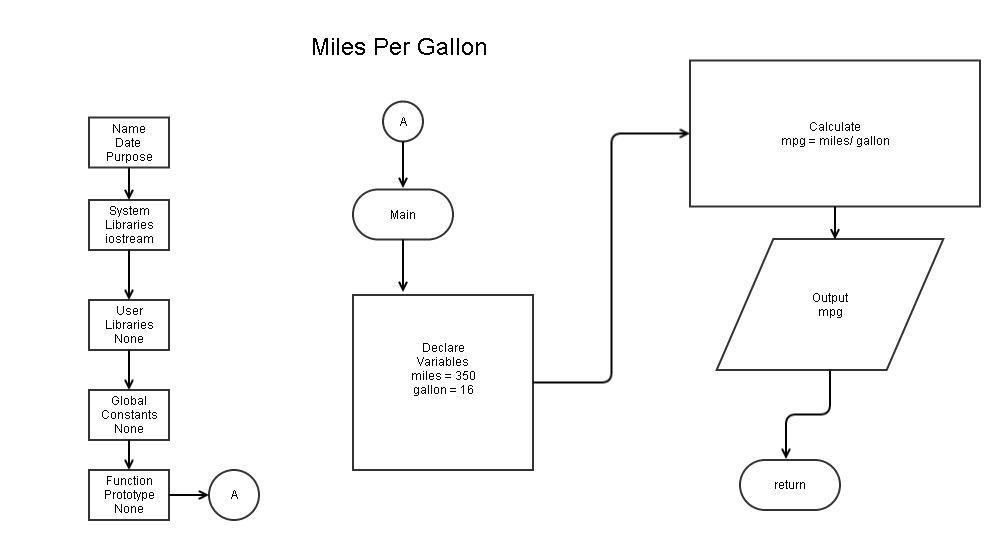 Miles Per Gallon
Name
Date
Purpose
System
Libraries
iostream
User
Libraries
None
Global
Constants
None
Function
Prototype
None
A
A
Main
Declare
Variables
miles = 350
gallon = 16
Calculate
mpg = miles/ gallon
Output
mpg
return